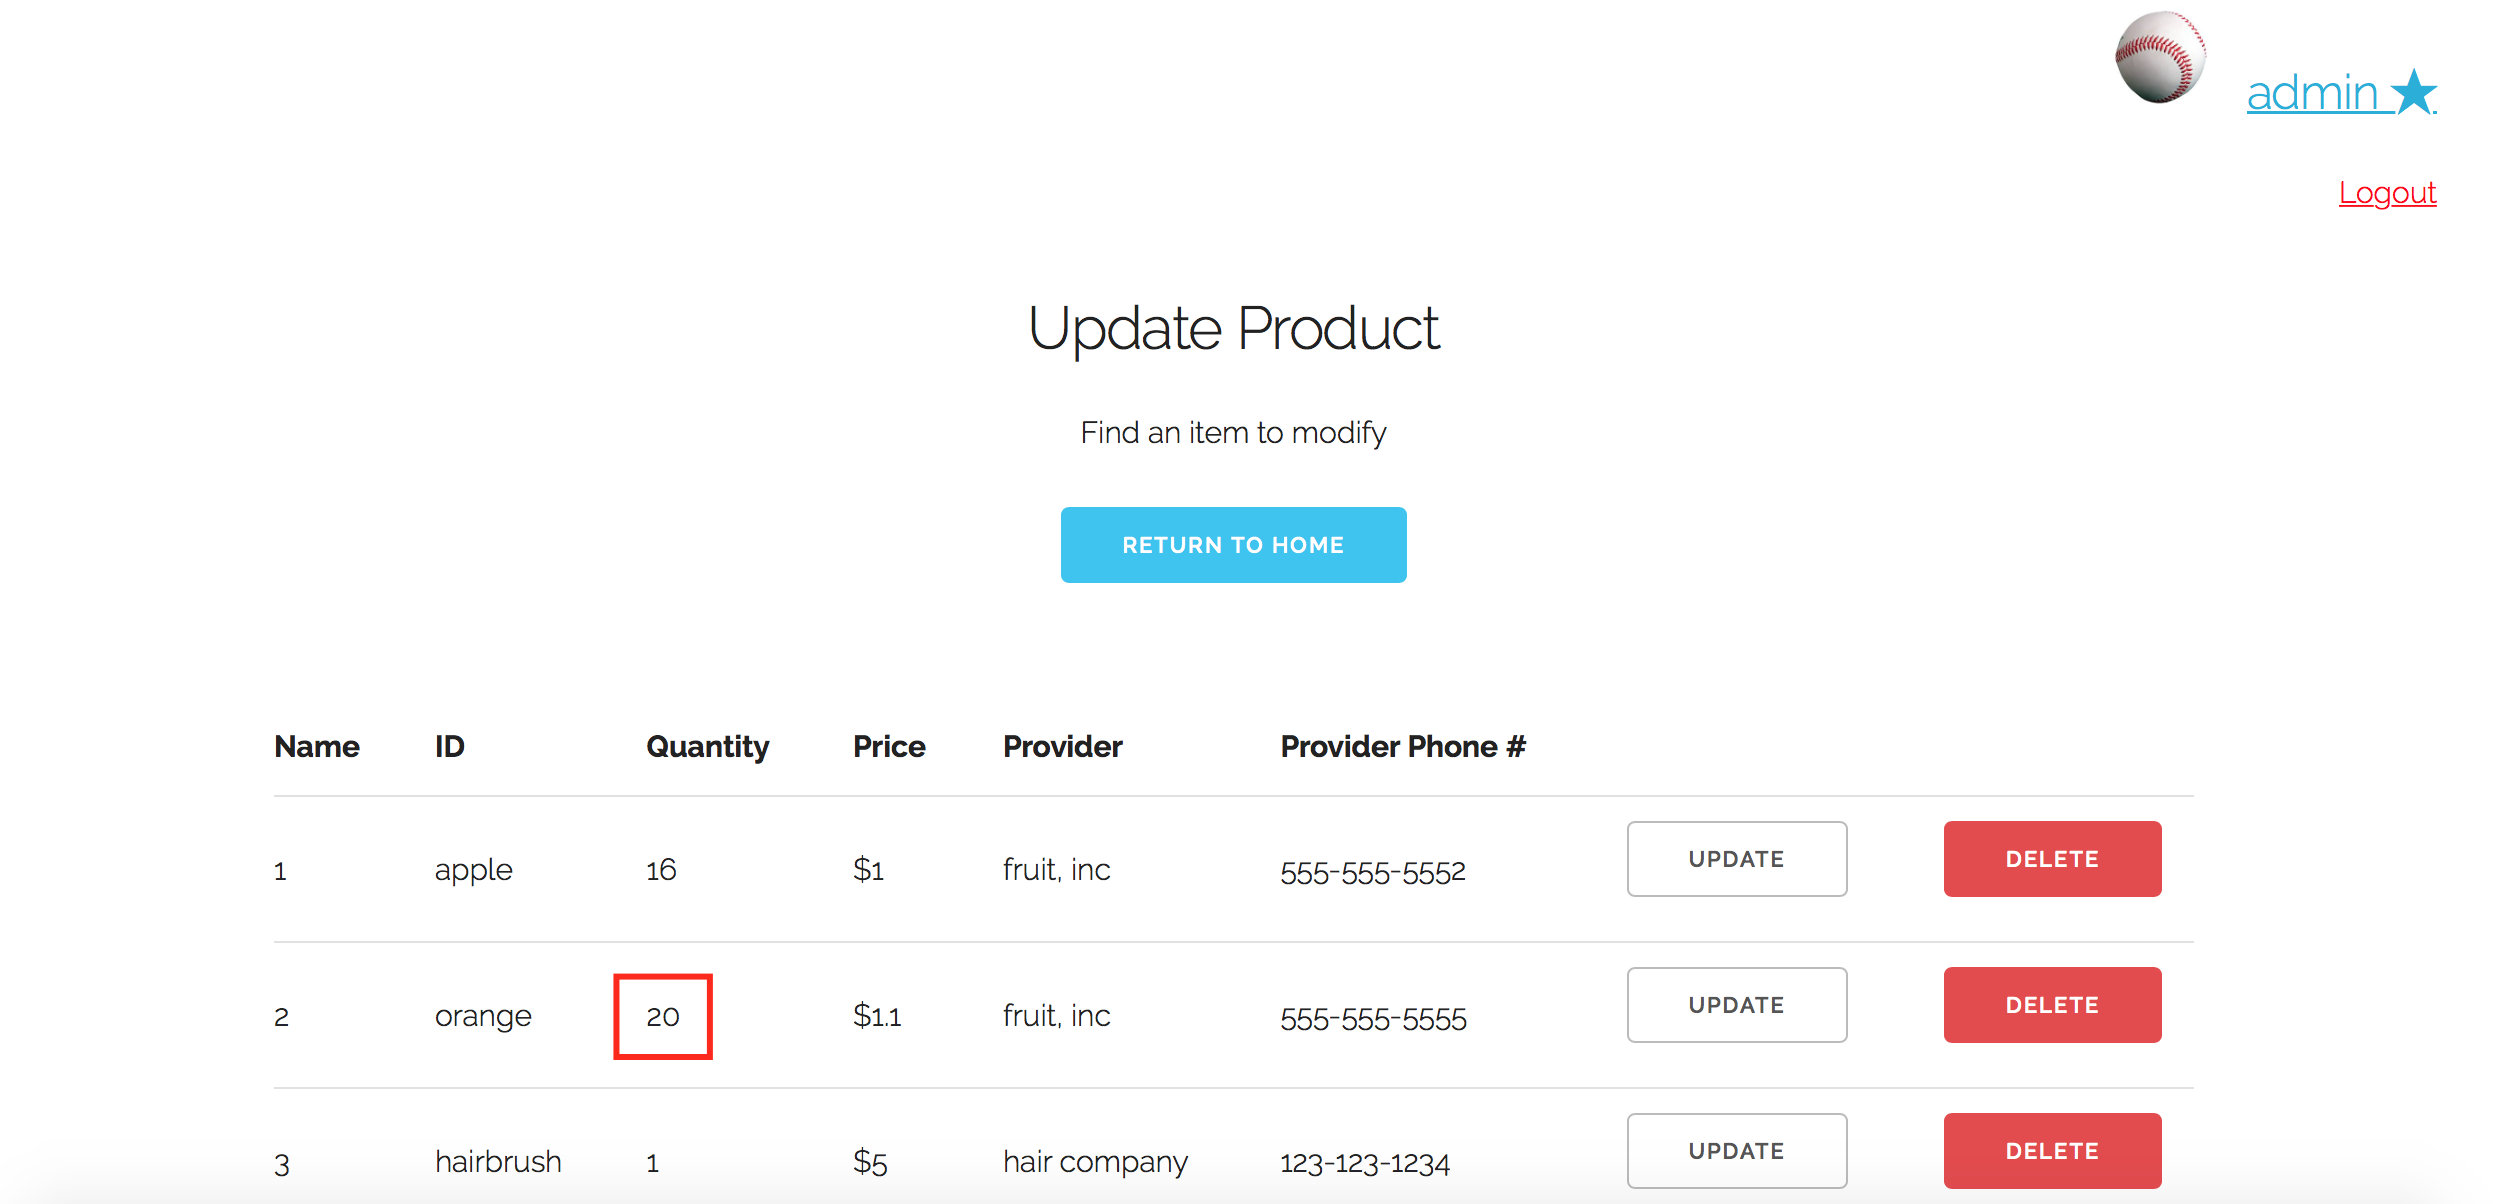 admin ★
Logout
Update Product
Find an item to modify
RETURN TO HOME
Name ID Quantity Price Provider Provider Phone #
1 apple 16 $1 fruit, inc 555-555-5552 UPDATE DELETE
2 orange 20 $1.1 fruit, inc 555-555-5555 UPDATE DELETE
3 hairbrush 1 $5 hair company 123-123-1234 UPDATE DELETE